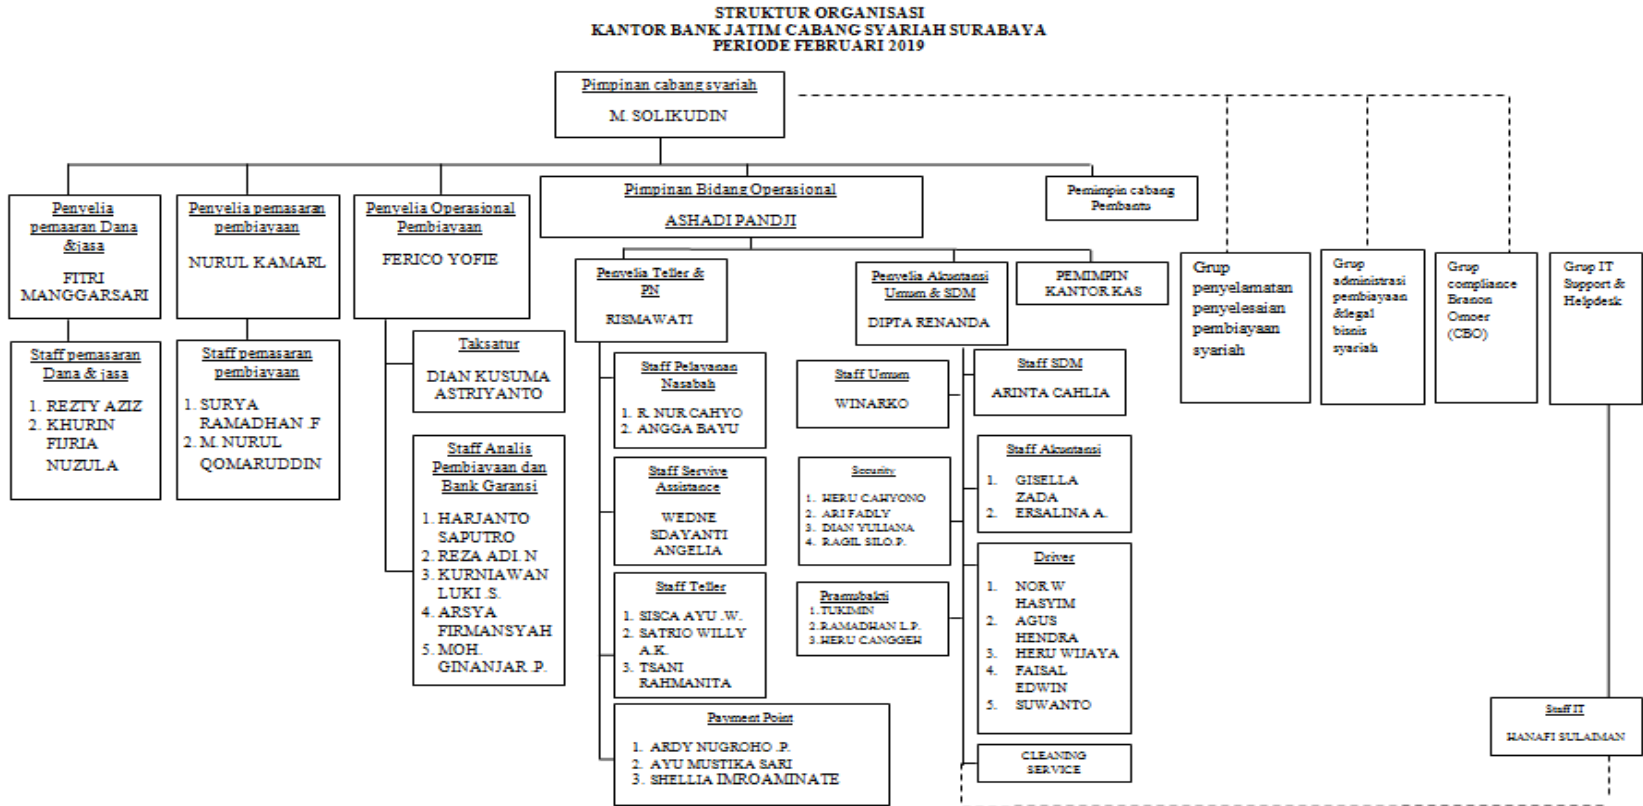 STRUKTUR ORGANISASI
KANTOR BANK JATIM CABANG SYARIAH SURABAYA
PERIODE FEBRUARI 2019
Pimpinan cabang syariah
M. SOLIKUDIN
Penyelia
pemaaran Dana
&jasa
FITRI
MANGGARSARI
Penyelia pemasaran
pembiayaan
NURUL KAMARL
Penyelia Operasional
Pembiayaan
FERICO YOFIE
Pimpinan Bidang Operasional
ASHADI PANDJI
Pemimpin cabang
Pembantu
Penyelia Teller &
PN
RISMAWATI
Penyelia Akuntansi
Umum & SDM
DIPTA RENANDA
PEMIMPIN
KANTOR KAS
Grup
penyelamatan
penyelesaian
pembiayaan
syariah
Grup
administrasi
pembiayaan
&legal
bisnis
syariah
Grup
compliance
Branon
Omoer
(CBO)
Grup IT
Support &
Helpdesk
Staff pemasaran
Dana & jasa
1. REZTY AZIZ
2. KHURIN
FIJRIA
NUZULA
Staff pemasaran
pembiayaan
1. SURYA
RAMADHAN .F
2. M. NURUL
QOMARUDDIN
Taksatur
DIAN KUSUMA
ASTRIYANTO
Staff Analis
Pembiayaan dan
Bank Garansi
1. HARJANTO
SAPUTRO
2. REZA ADI. N
3. KURNIAWAN
LUKI .S.
4. ARSYA
FIRMANSYAH
5. MOH.
GINANJAR .P.
Staff Pelayanan
Nasabah
1. R. NUR CAHYO
2. ANGGA BAYU
Staff Servive
Assistance
WEDNE
SDAYANTI
ANGELIA
Staff Teller
1. SISCA AYU .W.
2. SATRIO WILLY
A.K.
3. TSANI
RAHMANITA
Payment Point
1. ARDY NUGROHO .P.
2. AYU MUSTIKA SARI
3. SHELLIA IMROAMINATE
Staff Umum
WINARKO
Security
1. HERU CAHYONO
2. ARI FADLY
3. DIAN YULIANA
4. RAGIL SILO.P.
Pramubakti
1.TUKIMIN
2.RAMADHAN L.P.
3.HERU CANGGEH
Staff SDM
ARINTA CAHLIA
Staff Akuntansi
1. GISELLA
ZADA
2. ERSALINA A.
Driver
1. NOR.W
HASYIM
2. AGUS
HENDRA
3. HERU WIJAYA
4. FAISAL
EDWIN
5. SUWANTO
CLEANING
SERVICE
Staff IT
HANAFI SULAIMAN